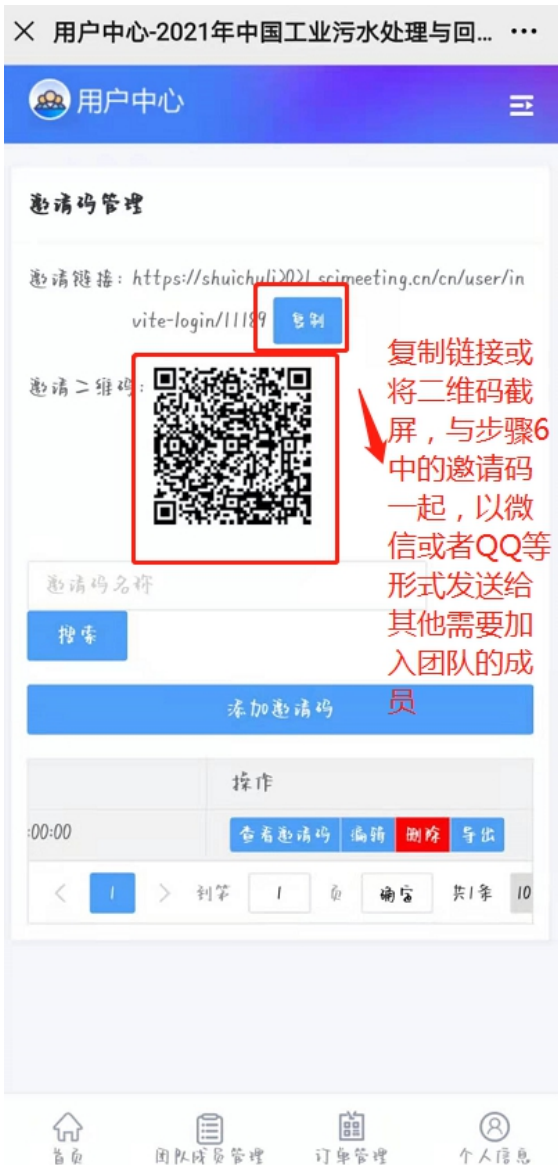 用户中心-2021年中国工业污水处理与回...
用户中心
邀请码管理
邀请链接：https://shuichuli2021.scimeeting.cn/cn/user/in
vite-login/11189 复制
邀请二维码：
复制链接或
将二维码截
屏，与步骤6
中的邀请码
一起，以微
信或者QQ等
形式发送给
其他需要加
入团队的成
员
邀请码名称
搜索
添加邀请码
操作
:00:00 查看邀请码 编辑 删除 导出
1 到第 1 页 确定 共1条 10
首页 团队成员管理 订单管理 个人信息